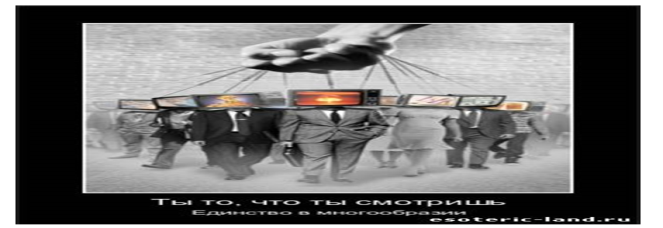 Ты то, что ты смотришь
Единство в многообразии
esoteric-land.ru